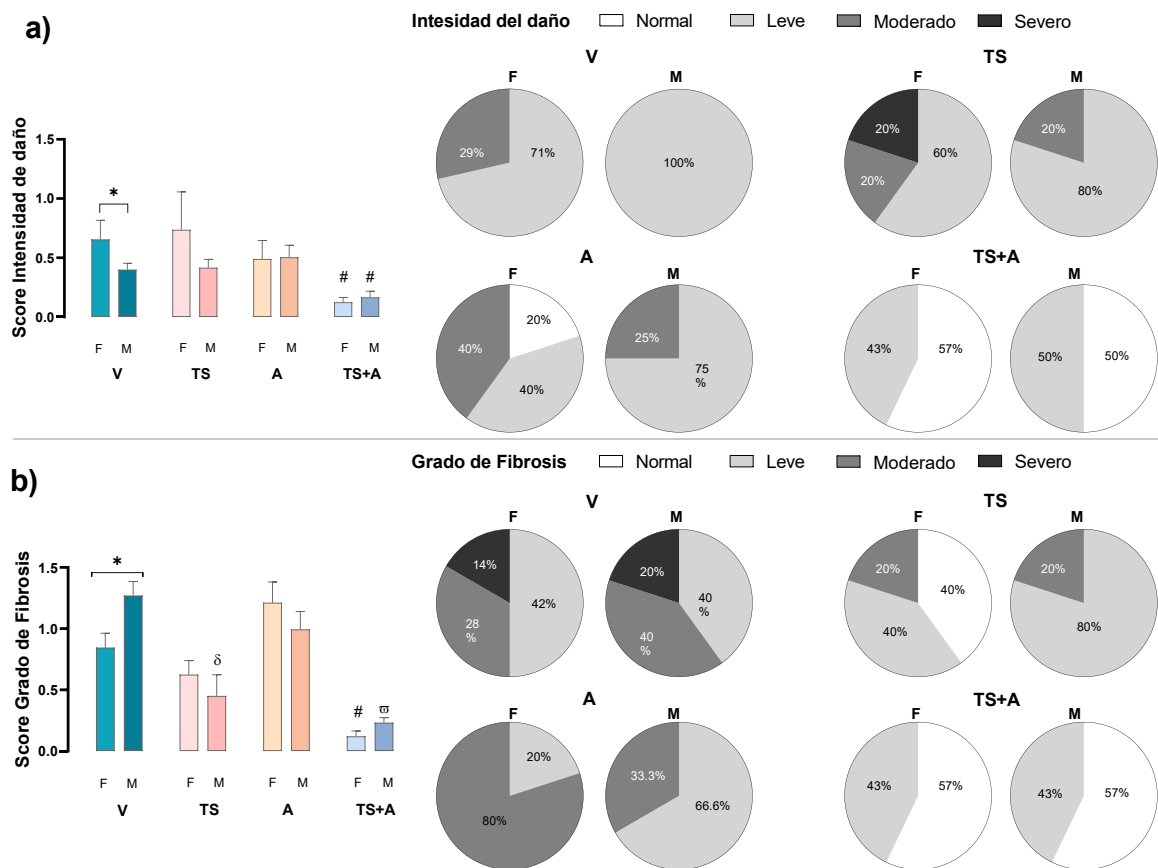 a)
Intesidad del daño Normal Leve Moderado Severo
V
TS
F
M
F
M
29%
71%
100%
20%
20%
60%
20%
80%
A
TS+A
F
M
F
M
20%
40%
40%
25%
75
%
43%
57%
50%
50%
Score Intensidad de daño
1.5
1.0
0.5
0.0
*
# #
F M F M F M F M
V TS A TS+A
b)
Grado de Fibrosis Normal Leve Moderado Severo
V
TS
F
M
F
M
14%
42%
28
%
20%
40
%
40
%
20%
40%
40%
20%
80%
A
TS+A
F
M
F
M
20%
80%
33.3%
66.6%
43%
57%
43%
57%
Score Grado de Fibrosis
1.5
1.0
0.5
0.0
*
δ
# ϖ
F M F M F M F M
V TS A TS+A